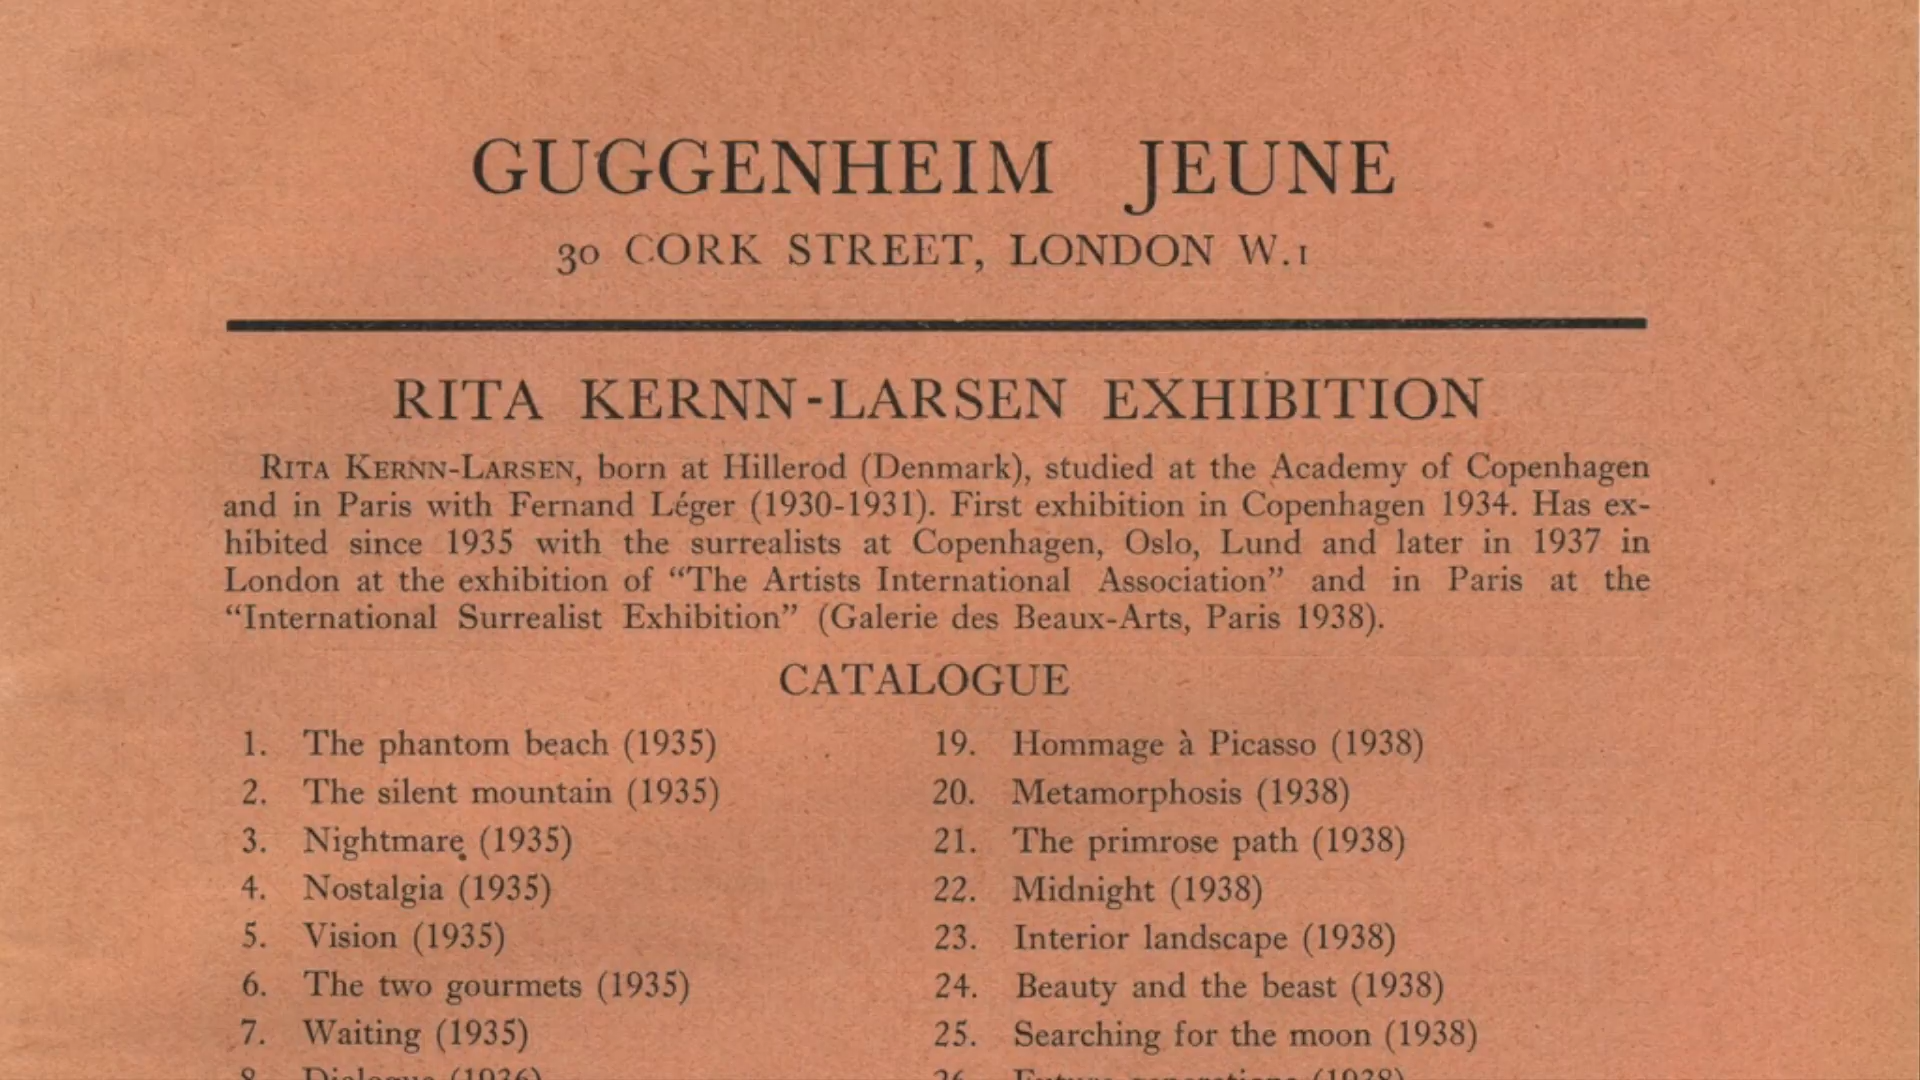 GUGGENHEIM JEUNE
30 CORK STREET, LONDON W.1
RITA KERNN-LARSEN EXHIBITION
RITA KERNN-LARSEN, born at Hillerod (Denmark), studied at the Academy of Copenhagen
and in Paris with Fernand Léger (1930-1931). First exhibition in Copenhagen 1934. Has ex-
hibited since 1935 with the surrealists at Copenhagen, Oslo, Lund and later in 1937 in
London at the exhibition of “The Artists International Association” and in Paris at the
“International Surrealist Exhibition” (Galerie des Beaux-Arts, Paris 1938).
CATALOGUE
1. The phantom beach (1935)
2. The silent mountain (1935)
3. Nightmare (1935)
4. Nostalgia (1935)
5. Vision (1935)
6. The two gourmets (1935)
7. Waiting (1935)
8. Dialogue (1936)
19. Hommage à Picasso (1938)
20. Metamorphosis (1938)
21. The primrose path (1938)
22. Midnight (1938)
23. Interior landscape (1938)
24. Beauty and the beast (1938)
25. Searching for the moon (1938)
26. Future generations (1938)